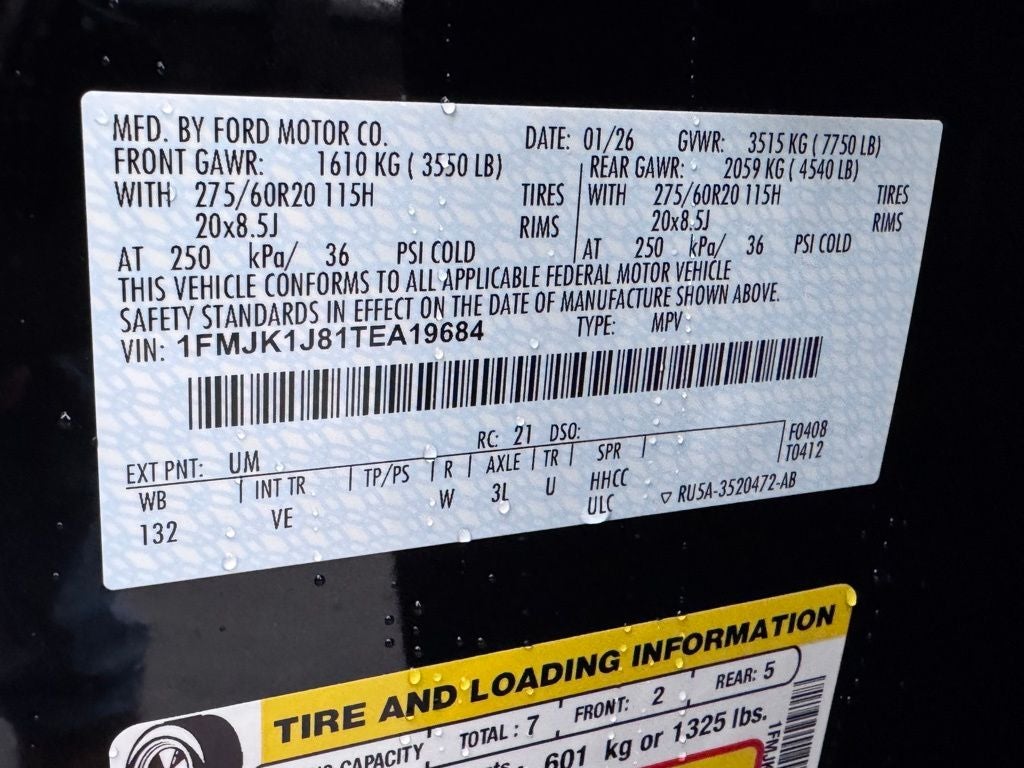 MFD. BY FORD MOTOR CO. DATE: 01/26 GVWR: 3515 KG ( 7750 LB)
FRONT GAWR: 1610 KG ( 3550 LB) REAR GAWR: 2059 KG ( 4540 LB)
WITH 275/60R20 115H TIRES WITH 275/60R20 115H TIRES
20x8.5J RIMS 20x8.5J RIMS
AT 250 kPa/ 36 PSI COLD AT 250 kPa/ 36 PSI COLD
THIS VEHICLE CONFORMS TO ALL APPLICABLE FEDERAL MOTOR VEHICLE
SAFETY STANDARDS IN EFFECT ON THE DATE OF MANUFACTURE SHOWN ABOVE.
VIN: 1FMJK1J81TEA19684 TYPE: MPV
EXT PNT: UM RC: 21 DSO: F0408
WB INT TR TP/PS R AXLE TR SPR T0412
132 VE W 3L U HHCC RU5A-3520472-AB
ULC
TIRE AND LOADING INFORMATION
CAPACITY TOTAL : 7 FRONT: 2 REAR: 5
601 kg or 1325 lbs.